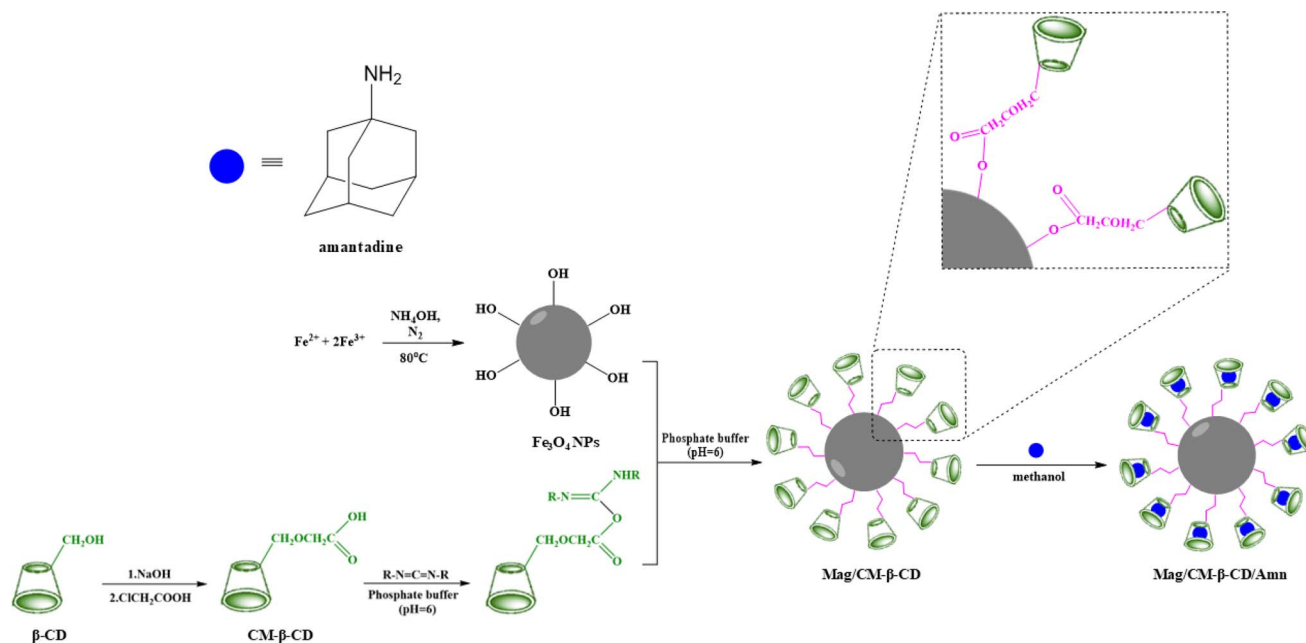 NH₂
amantadine
Fe²⁺ + 2Fe³⁺
NH₄OH,
N₂
80°C
OH
HO
OH
HO
OH
OH
Fe₃O₄ NPs
CH₂OH
β-CD
1.NaOH
2.ClCH₂COOH
CH₂OCH₂C
OH
O
CM-β-CD
R-N=C=N-R
Phosphate buffer
(pH=6)
R-N
NHR
C
O
CH₂OCH₂C
O
Phosphate buffer
(pH=6)
Mag/CM-β-CD
O
CCH₂COH₂C
O
O
O
CH₂COH₂C
methanol
Mag/CM-β-CD/Amn